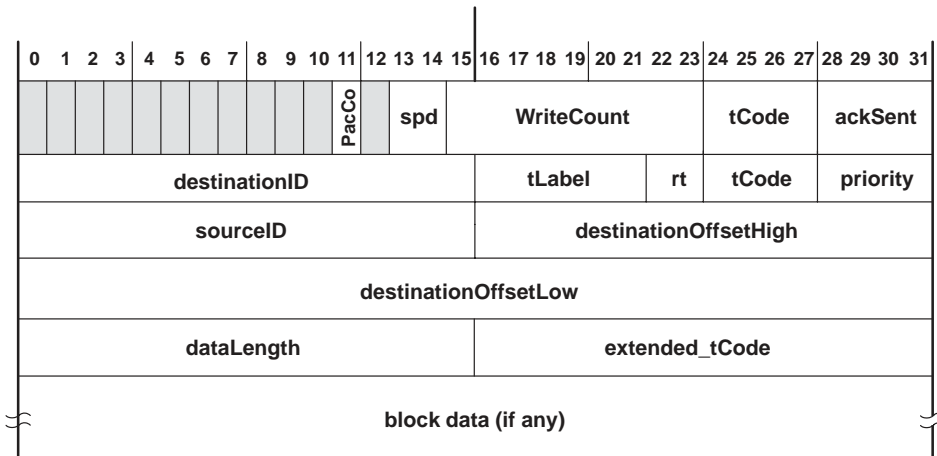 0 1 2 3 4 5 6 7 8 9 10 11 12 13 14 15 16 17 18 19 20 21 22 23 24 25 26 27 28 29 30 31
PacCo spd WriteCount tCode ackSent
destinationID tLabel rt tCode priority
sourceID destinationOffsetHigh
destinationOffsetLow
dataLength extended_tCode
block data (if any)